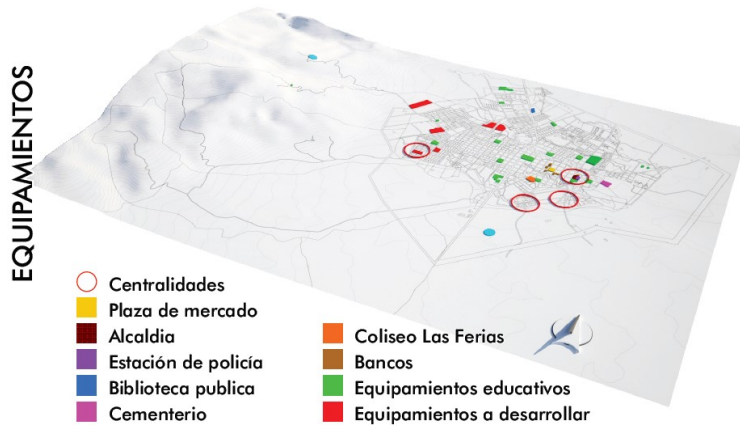 EQUIPAMIENTOS
Centralidades
Plaza de mercado
Alcaldia
Estación de policía
Biblioteca publica
Cementerio
Coliseo Las Ferias
Bancos
Equipamientos educativos
Equipamientos a desarrollar